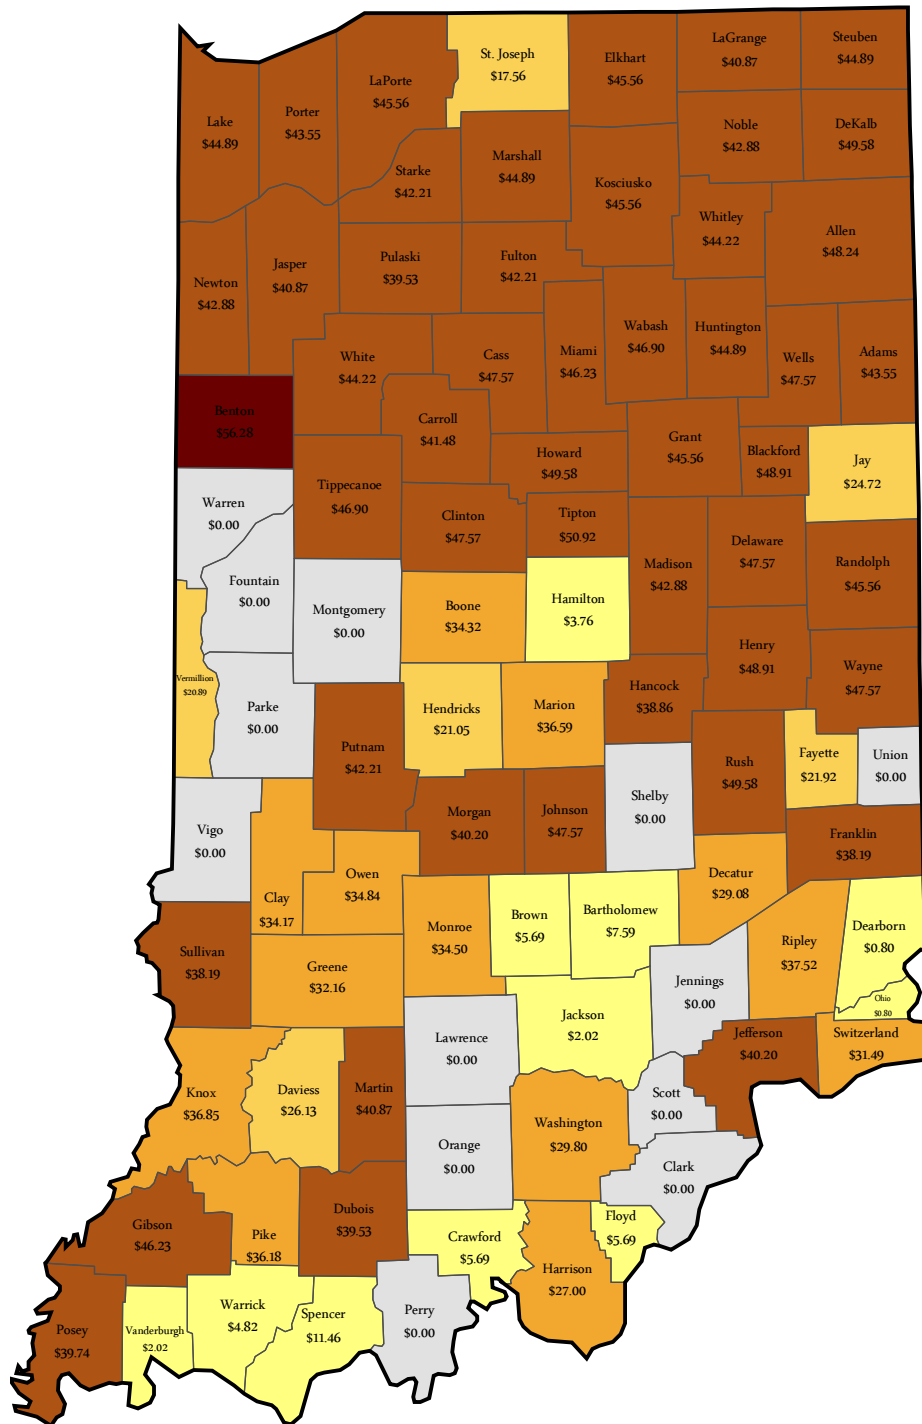 LaGrange
$40.87
Steuben
$44.89
St. Joseph
$17.56
Elkhart
$45.56
LaPorte
$45.56
Porter
$43.55
Lake
$44.89
Noble
$42.88
DeKalb
$49.58
Marshall
$44.89
Starke
$42.21
Kosciusko
$45.56
Whitley
$44.22
Allen
$48.24
Newton
$42.88
Jasper
$40.87
Pulaski
$39.53
Fulton
$42.21
White
$44.22
Cass
$47.57
Miami
$46.23
Wabash
$46.90
Huntington
$44.89
Wells
$47.57
Adams
$43.55
Benton
$56.28
Carroll
$41.48
Howard
$49.58
Grant
$45.56
Blackford
$48.91
Jay
$24.72
Warren
$0.00
Tippecanoe
$46.90
Clinton
$47.57
Tipton
$50.92
Madison
$42.88
Delaware
$47.57
Randolph
$45.56
Fountain
$0.00
Montgomery
$0.00
Boone
$34.32
Hamilton
$3.76
Henry
$48.91
Wayne
$47.57
Vermillion
$20.89
Parke
$0.00
Putnam
$42.21
Hendricks
$21.05
Marion
$36.59
Hancock
$38.86
Rush
$49.58
Fayette
$21.92
Union
$0.00
Vigo
$0.00
Morgan
$40.20
Johnson
$47.57
Shelby
$0.00
Franklin
$38.19
Clay
$34.17
Owen
$34.84
Monroe
$34.50
Brown
$5.69
Bartholomew
$7.59
Decatur
$29.08
Ripley
$37.52
Dearborn
$0.80
Sullivan
$38.19
Greene
$32.16
Jennings
$0.00
Ohio
$0.80
Lawrence
$0.00
Jackson
$2.02
Jefferson
$40.20
Switzerland
$31.49
Knox
$36.85
Daviess
$26.13
Martin
$40.87
Scott
$0.00
Orange
$0.00
Washington
$29.80
Clark
$0.00
Gibson
$46.23
Pike
$36.18
Dubois
$39.53
Crawford
$5.69
Floyd
$5.69
Harrison
$27.00
Posey
$39.74
Vanderburgh
$2.02
Warrick
$4.82
Spencer
$11.46
Perry
$0.00